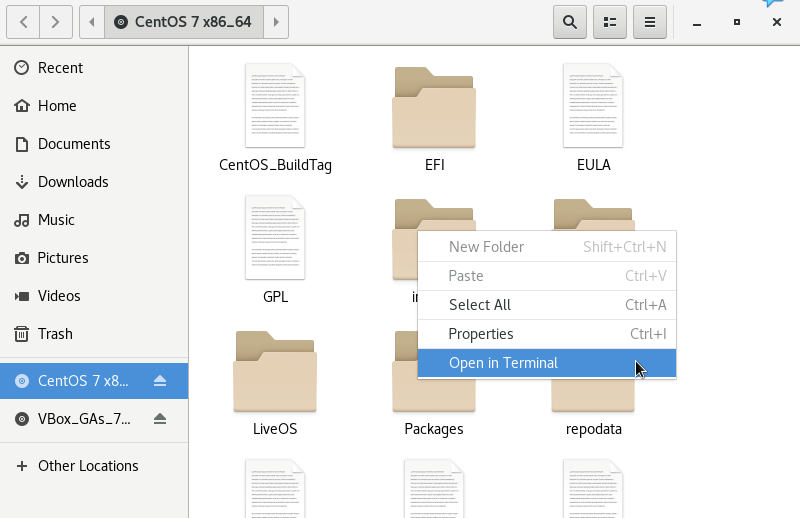 CentOS 7 x86_64
Recent
Home
Documents
Downloads
Music
Pictures
Videos
Trash
CentOS 7 x8...
VBox_GAs_7...
Other Locations
CentOS_BuildTag
EFI
EULA
GPL
New Folder Shift+Ctrl+N
Paste Ctrl+V
Select All Ctrl+A
Properties Ctrl+I
Open in Terminal
LiveOS
Packages
repodata